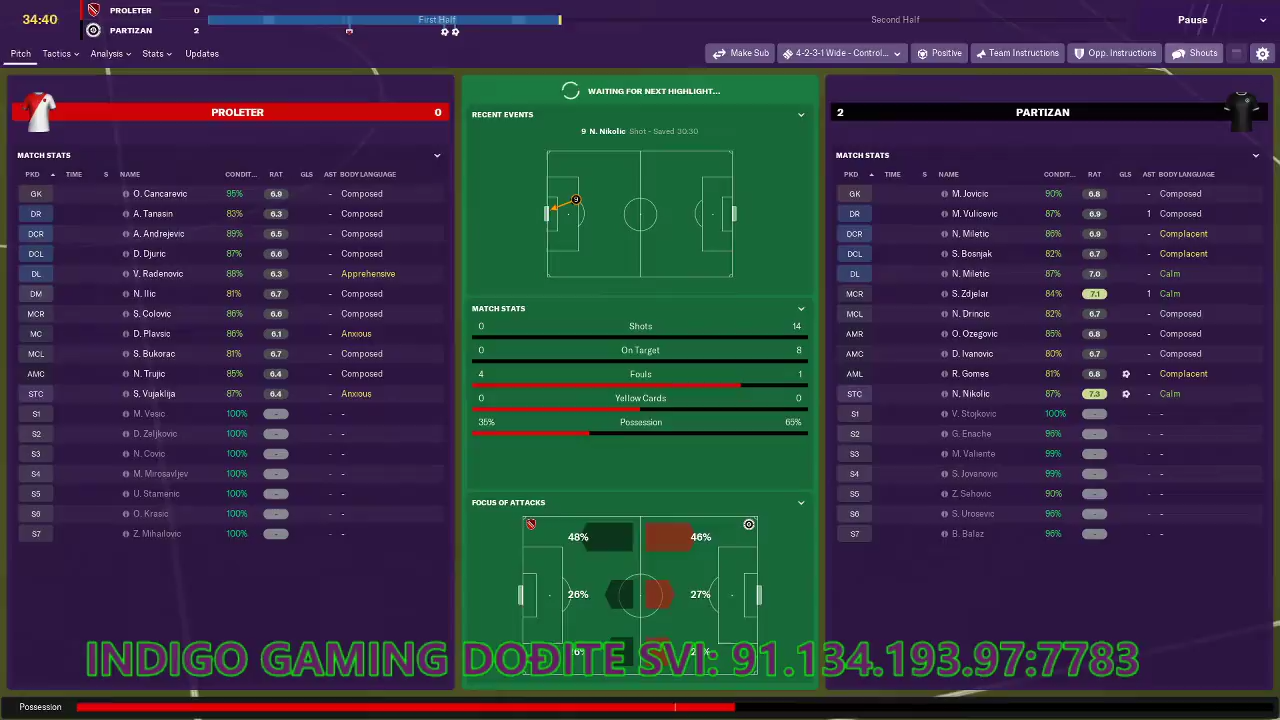 34:40
PROLETER 0
PARTIZAN 2
First Half
Second Half
Pause
Pitch Tactics Analysis Stats Updates
Make Sub 4-2-3-1 Wide - Control... Positive Team Instructions Opp. Instructions Shouts
PROLETER 0
MATCH STATS
PKD TIME S NAME CONDIT... RAT GLS AST BODY LANGUAGE
GK O. Cancarevic 95% 6.9 - Composed
DR A. Tanasin 83% 6.3 - Composed
DCR A. Andrejevic 89% 6.5 - Composed
DCL D. Djuric 87% 6.6 - Composed
DL V. Radenovic 88% 6.3 - Apprehensive
DM N. Ilic 81% 6.7 - Composed
MCR S. Colovic 86% 6.6 - Composed
MC D. Plavsic 86% 6.1 - Anxious
MCL S. Bukorac 81% 6.7 - Composed
AMC N. Trujic 85% 6.4 - Composed
STC S. Vujaklija 87% 6.4 - Anxious
S1 M. Vesic 100% - - -
S2 D. Zeljkovic 100% - - -
S3 N. Covic 100% - - -
S4 M. Mirosavljev 100% - - -
S5 U. Stamenic 100% - - -
S6 O. Krasic 100% - - -
S7 Z. Mihailovic 100% - - -
WAITING FOR NEXT HIGHLIGHT...
RECENT EVENTS
9 N. Nikolic Shot - Saved 30:30
9
MATCH STATS
0 Shots 14
0 On Target 8
4 Fouls 1
0 Yellow Cards 0
35% Possession 65%
FOCUS OF ATTACKS
48% 46%
26% 27%
2 PARTIZAN
MATCH STATS
PKD TIME S NAME CONDIT... RAT GLS AST BODY LANGUAGE
GK M. Jovicic 90% 6.8 - Composed
DR M. Vulicevic 87% 6.9 1 Composed
DCR N. Miletic 86% 6.9 - Complacent
DCL S. Bosnjak 82% 6.7 - Complacent
DL N. Miletic 87% 7.0 - Calm
MCR S. Zdjelar 84% 7.1 1 Calm
MCL N. Drincic 82% 6.7 - Composed
AMR O. Ozegovic 85% 6.8 - Composed
AMC D. Ivanovic 80% 6.7 - Composed
AML R. Gomes 81% 6.8 - Complacent
STC N. Nikolic 87% 7.3 - Calm
S1 V. Stojkovic 100% - - -
S2 G. Enache 96% - - -
S3 M. Valiente 99% - - -
S4 S. Jovanovic 99% - - -
S5 Z. Sehovic 90% - - -
S6 S. Urosevic 96% - - -
S7 B. Balaz 96% - - -
INDIGO GAMING DOĐITE SVI: 91.134.193.97:7783
Possession